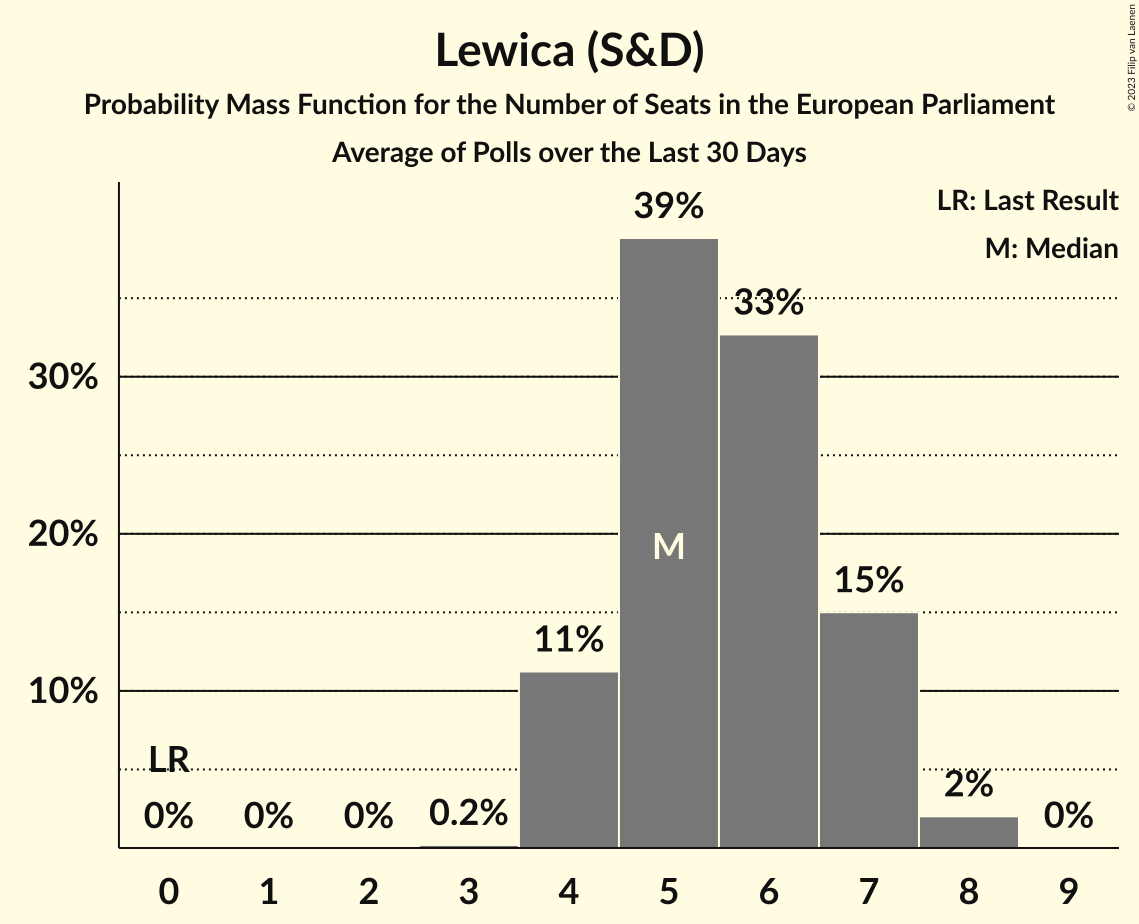 Lewica (S&D)
Probability Mass Function for the Number of Seats in the European Parliament
Average of Polls over the Last 30 Days
© 2023 Filip van Laenen
LR: Last Result
M: Median
39%
33%
30%
20%
M
15%
11%
10%
LR
0% 0% 0% 0.2% 2% 0%
0 1 2 3 4 5 6 7 8 9